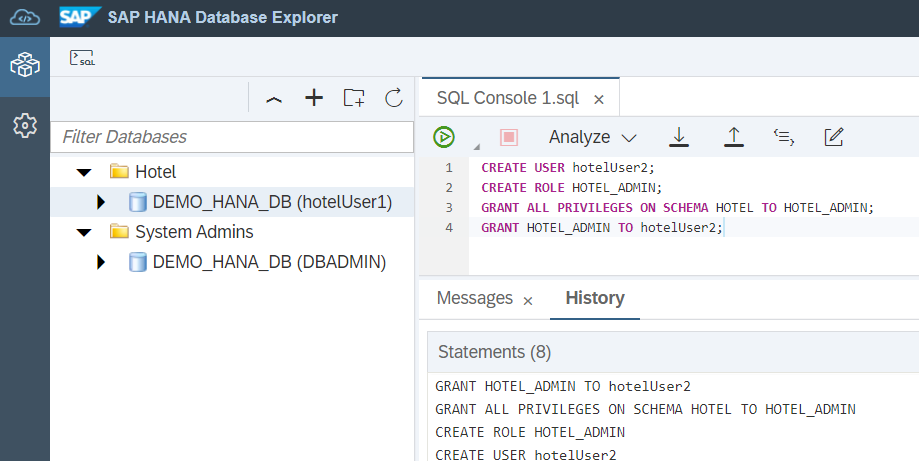 SAP SAP HANA Database Explorer
SQL
Filter Databases
Hotel
DEMO_HANA_DB (hotelUser1)
System Admins
DEMO_HANA_DB (DBADMIN)
SQL Console 1.sql ×
Analyze
1 CREATE USER hotelUser2;
2 CREATE ROLE HOTEL_ADMIN;
3 GRANT ALL PRIVILEGES ON SCHEMA HOTEL TO HOTEL_ADMIN;
4 GRANT HOTEL_ADMIN TO hotelUser2;
Messages × History
Statements (8)
GRANT HOTEL_ADMIN TO hotelUser2
GRANT ALL PRIVILEGES ON SCHEMA HOTEL TO HOTEL_ADMIN
CREATE ROLE HOTEL_ADMIN
CREATE USER hotelUser2